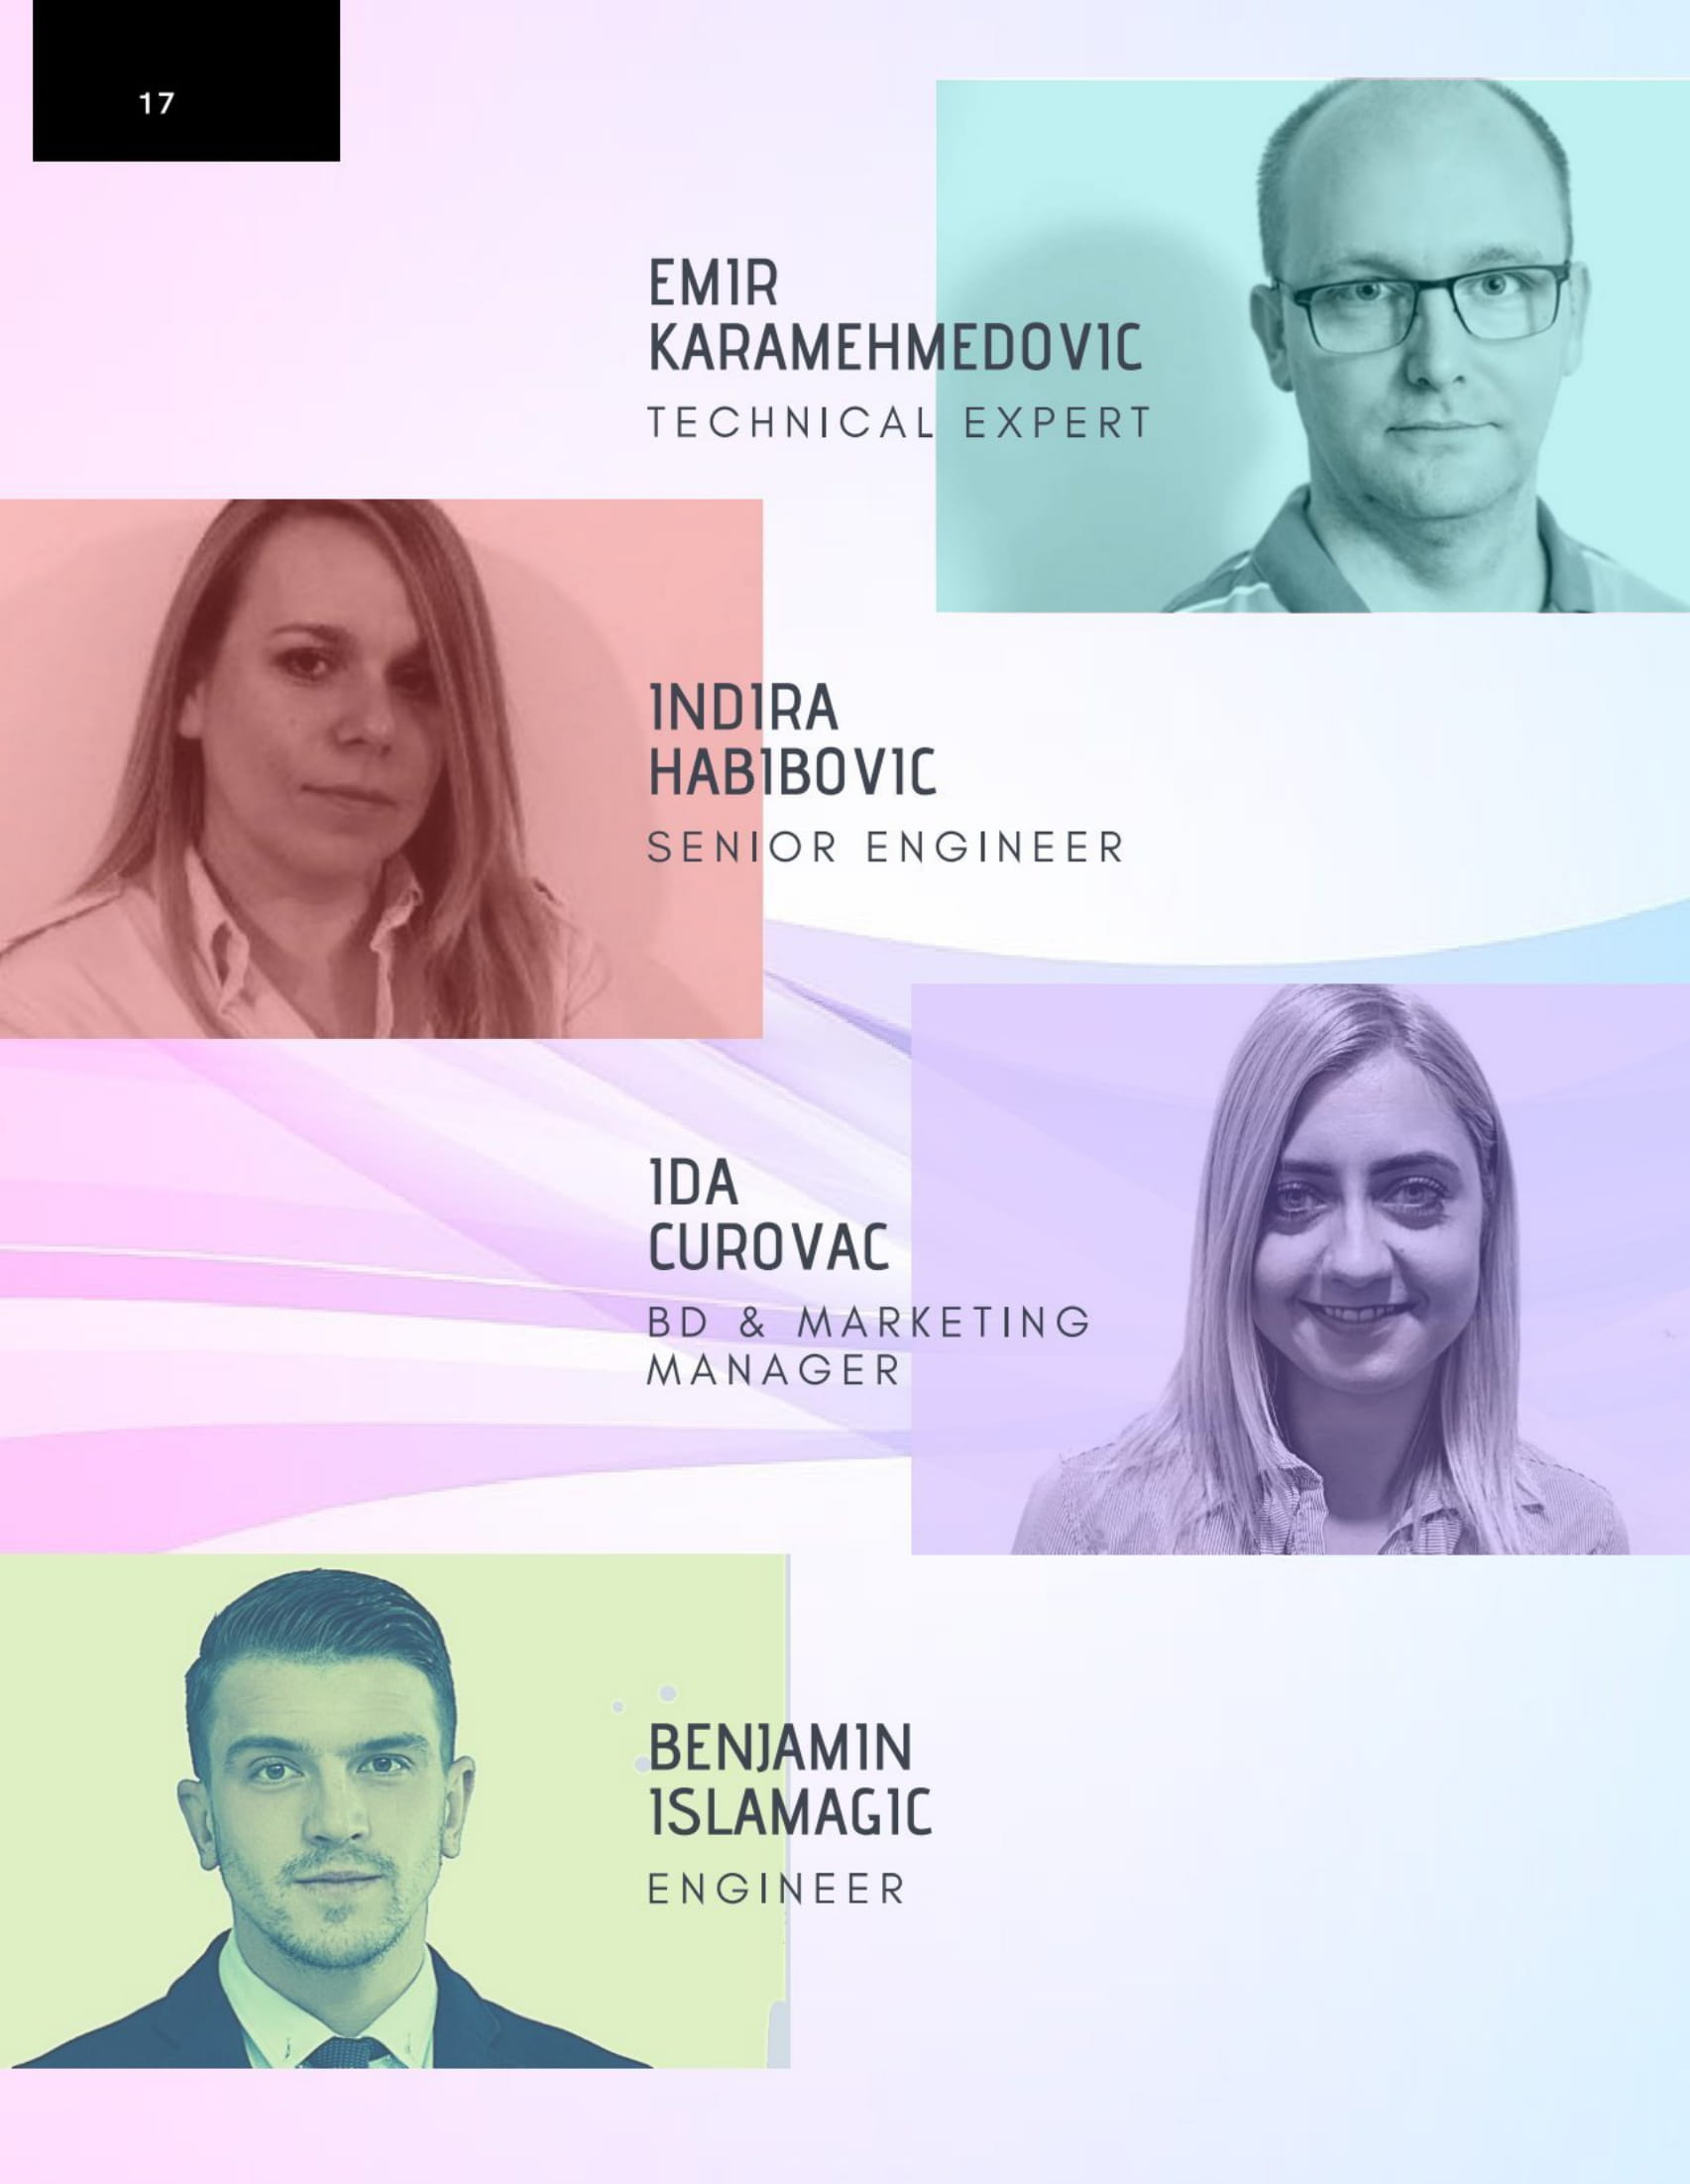 17
EMIR
KARAMEHMEDOVIC
TECHNICAL EXPERT
INDIRA
HABIBOVIC
SENIOR ENGINEER
IDA
CUROVAC
BD & MARKETING
MANAGER
BENJAMIN
ISLAMAGIC
ENGINEER